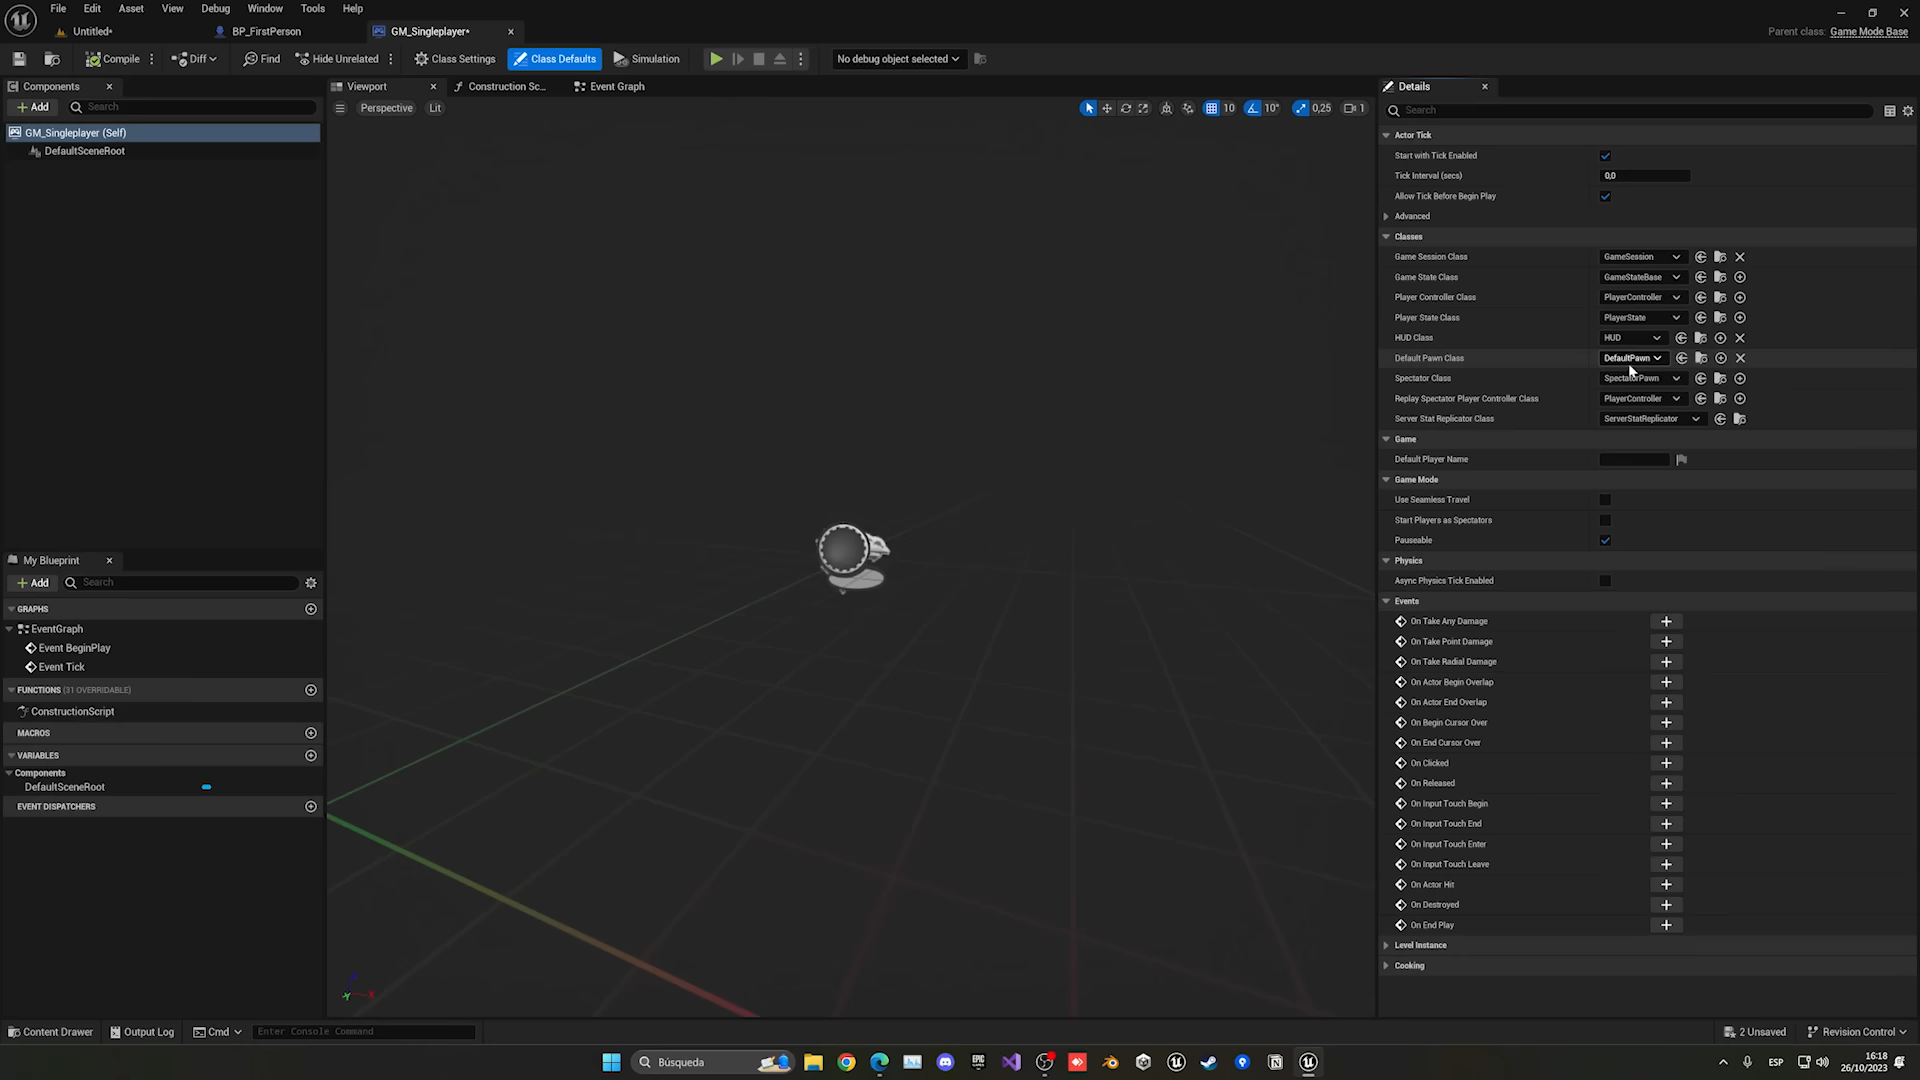 File Edit Asset View Debug Window Tools Help
Untitled* BP_FirstPerson GM_Singleplayer*
Parent class: Game Mode Base
Compile Diff Find Hide Unrelated Class Settings Class Defaults Simulation No debug object selected
Components
Add Search
GM_Singleplayer (Self)
DefaultSceneRoot
My Blueprint
Add Search
GRAPHS
EventGraph
Event BeginPlay
Event Tick
FUNCTIONS (31 OVERRIDABLE)
ConstructionScript
MACROS
VARIABLES
Components
DefaultSceneRoot
EVENT DISPATCHERS
Viewport Construction Sc... Event Graph
Perspective Lit 10 10° 0,25 1
Details
Search
Actor Tick
Start with Tick Enabled
Tick Interval (secs) 0,0
Allow Tick Before Begin Play
Advanced
Classes
Game Session Class GameSession
Game State Class GameStateBase
Player Controller Class PlayerController
Player State Class PlayerState
HUD Class HUD
Default Pawn Class DefaultPawn
Spectator Class SpectatorPawn
Replay Spectator Player Controller Class PlayerController
Server Stat Replicator Class ServerStatReplicator
Game
Default Player Name
Game Mode
Use Seamless Travel
Start Players as Spectators
Pauseable
Physics
Async Physics Tick Enabled
Events
On Take Any Damage
On Take Point Damage
On Take Radial Damage
On Actor Begin Overlap
On Actor End Overlap
On Begin Cursor Over
On End Cursor Over
On Clicked
On Released
On Input Touch Begin
On Input Touch End
On Input Touch Enter
On Input Touch Leave
On Actor Hit
On Destroyed
On End Play
Level Instance
Cooking
Content Drawer Output Log Cmd Enter Console Command 2 Unsaved Revision Control
Búsqueda
EPIC GAMES
ESP
16:18
26/10/2023